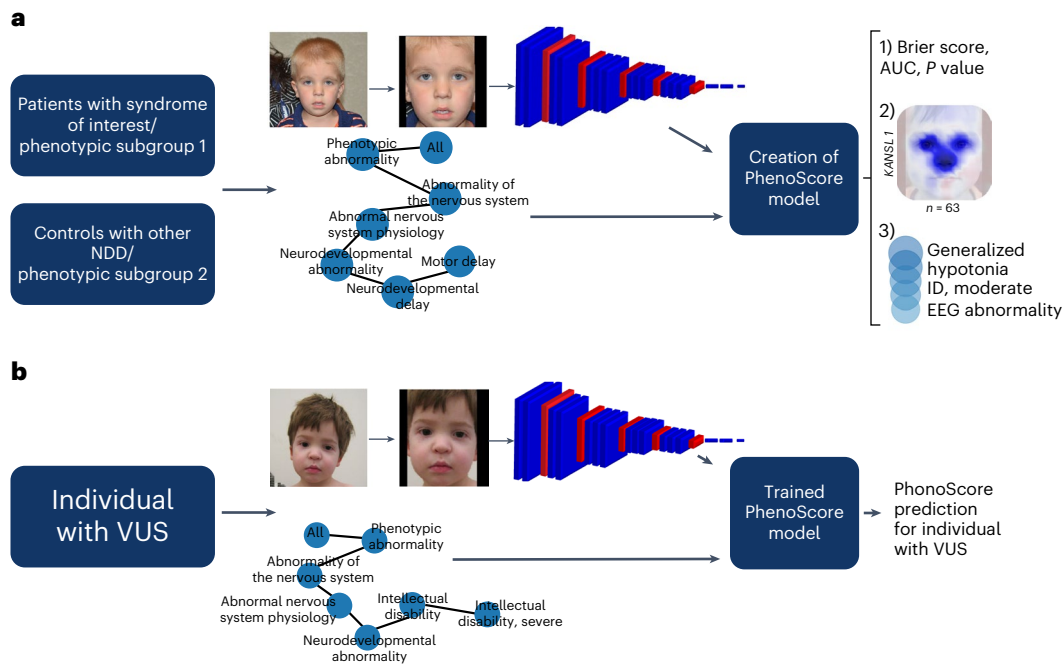 a
Patients with syndrome
of interest/
phenotypic subgroup 1
Controls with other
NDD/
phenotypic subgroup 2
Phenotypic
abnormality
All
Abnormality of
the nervous system
Abnormal nervous
system physiology
Neurodevelopmental
abnormality
Motor delay
Neurodevelopmental
delay
Creation of
PhenoScore
model
1) Brier score,
AUC, P value
2)
KANSL1
n = 63
3)
Generalized
hypotonia
ID, moderate
EEG abnormality
b
Individual
with VUS
All
Phenotypic
abnormality
Abnormality of
the nervous system
Abnormal nervous
system physiology
Intellectual
disability
Intellectual
disability, severe
Neurodevelopmental
abnormality
Trained
PhenoScore
model
PhonoScore
prediction
for individual
with VUS